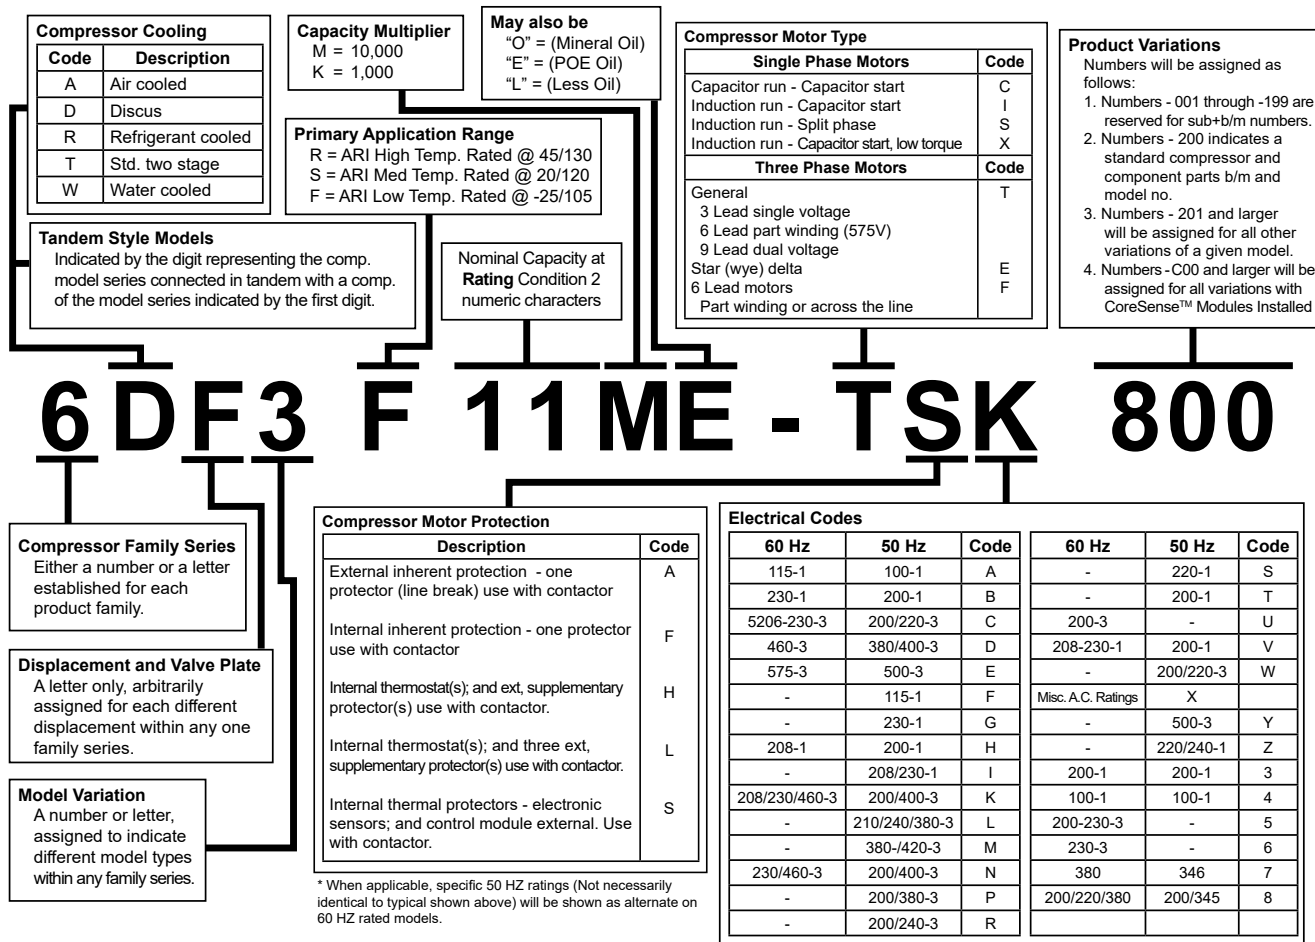 Compressor Cooling
Code Description
A Air cooled
D Discus
R Refrigerant cooled
T Std. two stage
W Water cooled
Capacity Multiplier
M = 10,000
K = 1,000
May also be
“O” = (Mineral Oil)
“E” = (POE Oil)
“L” = (Less Oil)
Primary Application Range
R = ARI High Temp. Rated @ 45/130
S = ARI Med Temp. Rated @ 20/120
F = ARI Low Temp. Rated @ -25/105
Compressor Motor Type
Single Phase Motors Code
Capacitor run - Capacitor start C
Induction run - Capacitor start I
Induction run - Split phase S
Induction run - Capacitor start, low torque X
Three Phase Motors Code
General T
3 Lead single voltage
6 Lead part winding (575V)
9 Lead dual voltage
Star (wye) delta E
6 Lead motors F
Part winding or across the line
Product Variations
Numbers will be assigned as
follows:
1. Numbers - 001 through -199 are
reserved for sub+b/m numbers.
2. Numbers - 200 indicates a
standard compressor and
component parts b/m and
model no.
3. Numbers - 201 and larger
will be assigned for all other
variations of a given model.
4. Numbers -C00 and larger will be
assigned for all variations with
CoreSense™ Modules Installed
Tandem Style Models
Indicated by the digit representing the comp.
model series connected in tandem with a comp.
of the model series indicated by the first digit.
Nominal Capacity at
Rating Condition 2
numeric characters
6DF3 F 11ME - TSK 800
Compressor Family Series
Either a number or a letter
established for each
product family.
Displacement and Valve Plate
A letter only, arbitrarily
assigned for each different
displacement within any one
family series.
Model Variation
A number or letter,
assigned to indicate
different model types
within any family series.
Compressor Motor Protection
Description Code
External inherent protection - one A
protector (line break) use with contactor
Internal inherent protection - one protector F
use with contactor
Internal thermostat(s); and ext, supplementary H
protector(s) use with contactor.
Internal thermostat(s); and three ext, L
supplementary protector(s) use with contactor.
Internal thermal protectors - electronic S
sensors; and control module external. Use
with contactor.
* When applicable, specific 50 HZ ratings (Not necessarily
identical to typical shown above) will be shown as alternate on
60 HZ rated models.
Electrical Codes
60 Hz 50 Hz Code 60 Hz 50 Hz Code
115-1 100-1 A - 220-1 S
230-1 200-1 B - 200-1 T
5206-230-3 200/220-3 C 200-3 - U
460-3 380/400-3 D 208-230-1 200-1 V
575-3 500-3 E - 200/220-3 W
- 115-1 F Misc. A.C. Ratings X
- 230-1 G - 500-3 Y
208-1 200-1 H - 220/240-1 Z
- 208/230-1 I 200-1 200-1 3
208/230/460-3 200/400-3 K 100-1 100-1 4
- 210/240/380-3 L 200-230-3 - 5
- 380-/420-3 M 230-3 - 6
230/460-3 200/400-3 N 380 346 7
- 200/380-3 P 200/220/380 200/345 8
- 200/240-3 R